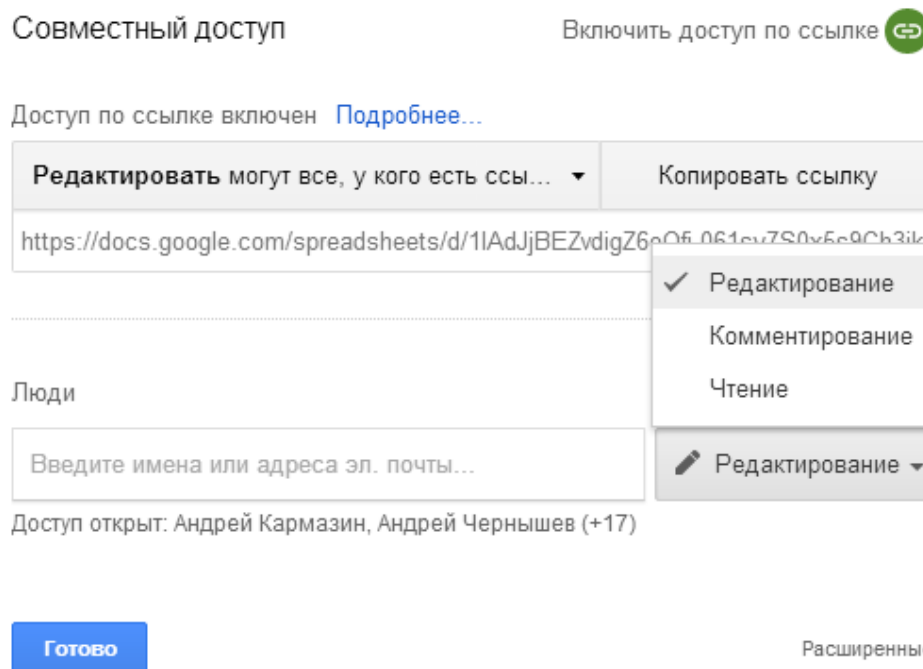 Совместный доступ
Включить доступ по ссылке
Доступ по ссылке включен Подробнее...
Редактировать могут все, у кого есть ссы...
Копировать ссылку
https://docs.google.com/spreadsheets/d/
Редактирование
Комментирование
Чтение
Люди
Введите имена или адреса эл. почты...
Редактирование
Доступ открыт: Андрей Кармазин, Андрей Чернышев (+17)
Готово
Расширенны